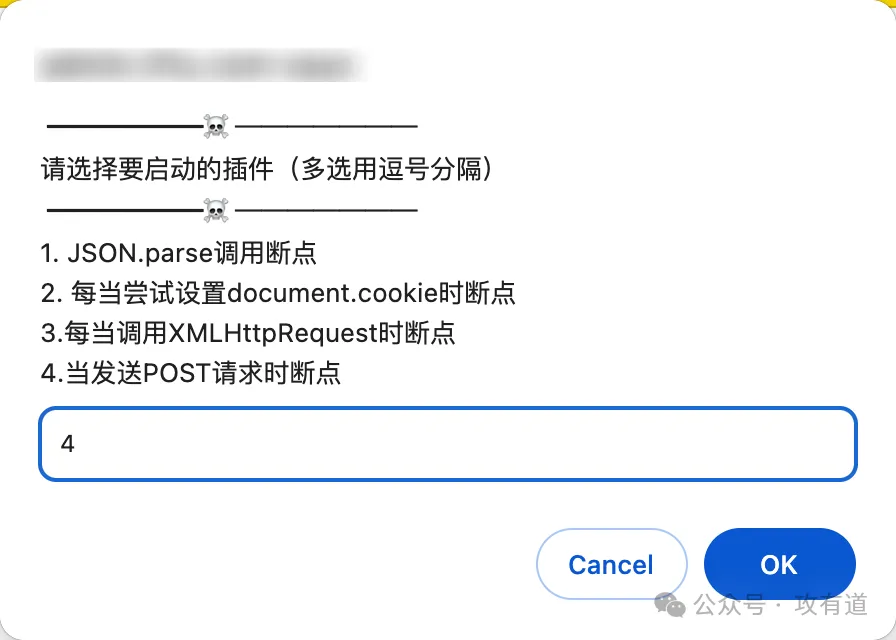 请选择要启动的插件（多选用逗号分隔）
1. JSON.parse调用断点
2. 每当尝试设置document.cookie时断点
3.每当调用XMLHttpRequest时断点
4.当发送POST请求时断点
4
Cancel
OK
公众号 · 攻有道